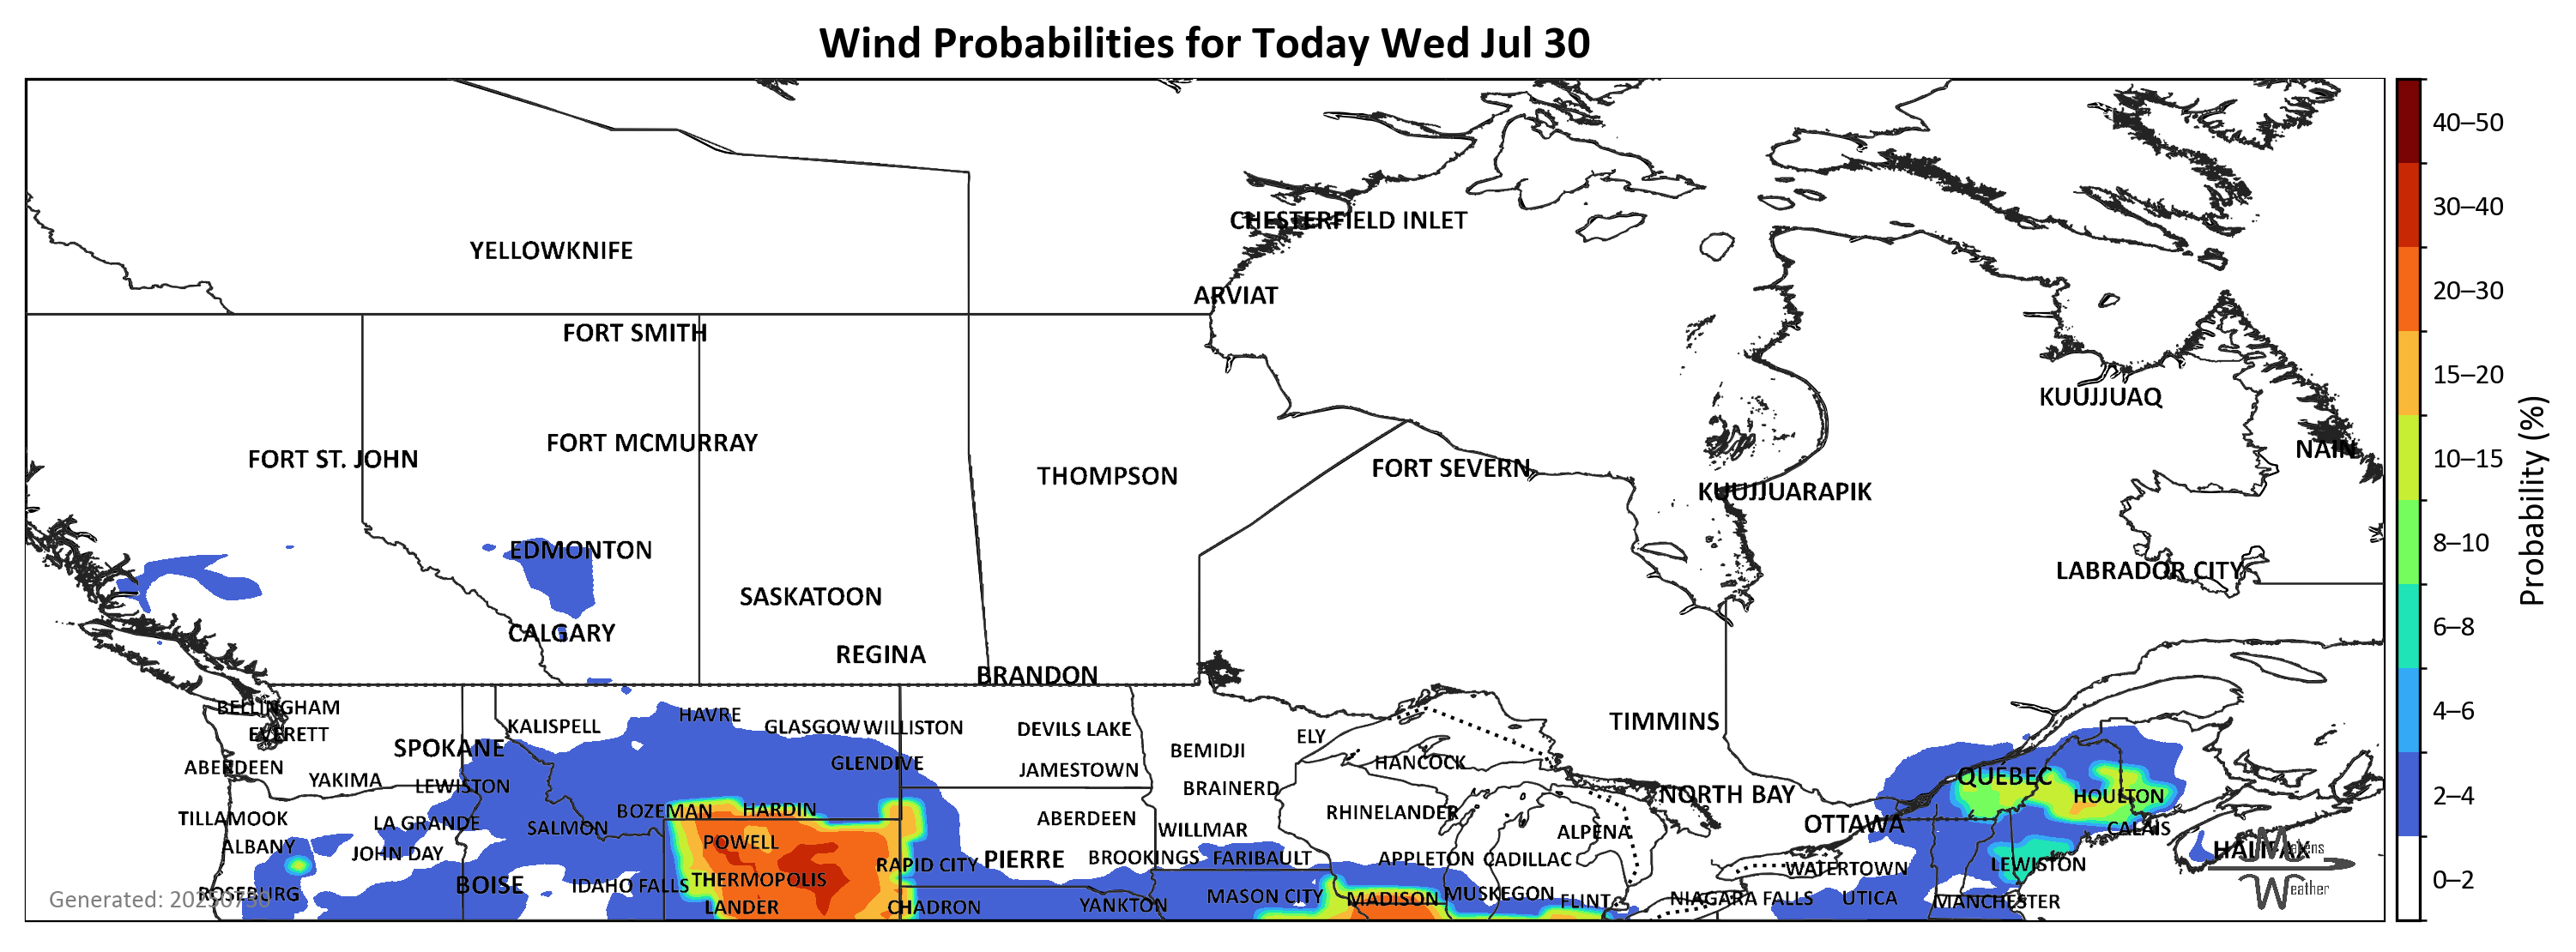 Wind Probabilities for Today Wed Jul 30
CHESTERFIELD INLET
YELLOWKNIFE
ARVIAT
FORT SMITH
KUUJJUAQ
FORT MCMURRAY
NAIN
FORT ST. JOHN
FORT SEVERN
THOMPSON
KUUJJUARAPIK
EDMONTON
LABRADOR CITY
SASKATOON
CALGARY
REGINA
BRANDON
BELLINGHAM
HAVRE
TIMMINS
KALISPELL
GLASGOW
WILLISTON
DEVILS LAKE
EVERETT
ELY
SPOKANE
BEMIDJI
GLENDIVE
HANCOCK
ABERDEEN
JAMESTOWN
QUÉBEC
YAKIMA
LEWISTON
BRAINERD
NORTH BAY
HOULTON
BOZEMAN
HARDIN
RHINELANDER
TILLAMOOK
LA GRANDE
SALMON
ABERDEEN
WILLMAR
ALPENA
OTTAWA
CALAIS
ALBANY
POWELL
JOHN DAY
RAPID CITY
PIERRE
BROOKINGS
FARIBAULT
APPLETON
CADILLAC
HALIFAX
WATERTOWN
LEWISTON
BOISE
IDAHO FALLS
THERMOPOLIS
ROSEBURG
MASON CITY
MADISON
MUSKEGON
FLINT
NIAGARA FALLS
UTICA
MANCHESTER
LANDER
CHADRON
YANKTON
Generated: 20250730
Weather
40–50
30–40
20–30
15–20
10–15
8–10
6–8
4–6
2–4
0–2
Probability (%)